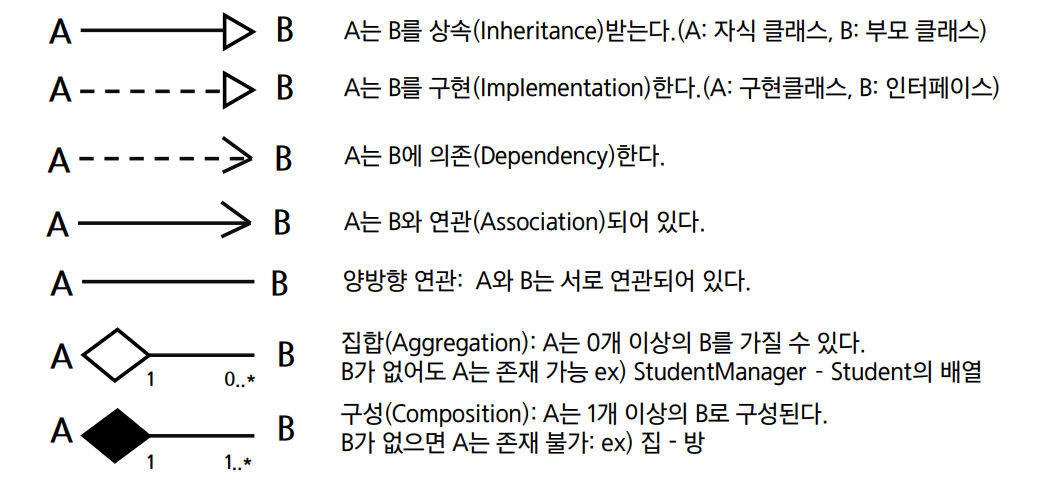 A B A는 B를 상속(Inheritance)받는다.(A: 자식 클래스, B: 부모 클래스)
A B A는 B를 구현(Implementation)한다.(A: 구현클래스, B: 인터페이스)
A B A는 B에 의존(Dependency)한다.
A B A는 B와 연관(Association)되어 있다.
A B 양방향 연관: A와 B는 서로 연관되어 있다.
A B 집합(Aggregation): A는 0개 이상의 B를 가질 수 있다.
1 0..* B가 없어도 A는 존재 가능 ex) StudentManager - Student의 배열
A B 구성(Composition): A는 1개 이상의 B로 구성된다.
1 1..* B가 없으면 A는 존재 불가: ex) 집 - 방